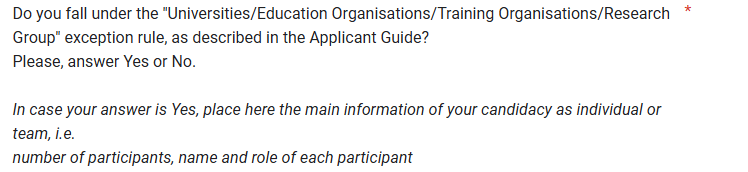 Do you fall under the "Universities/Education Organisations/Training Organisations/Research *
Group" exception rule, as described in the Applicant Guide?
Please, answer Yes or No.
In case your answer is Yes, place here the main information of your candidacy as individual or
team, i.e.
number of participants, name and role of each participant